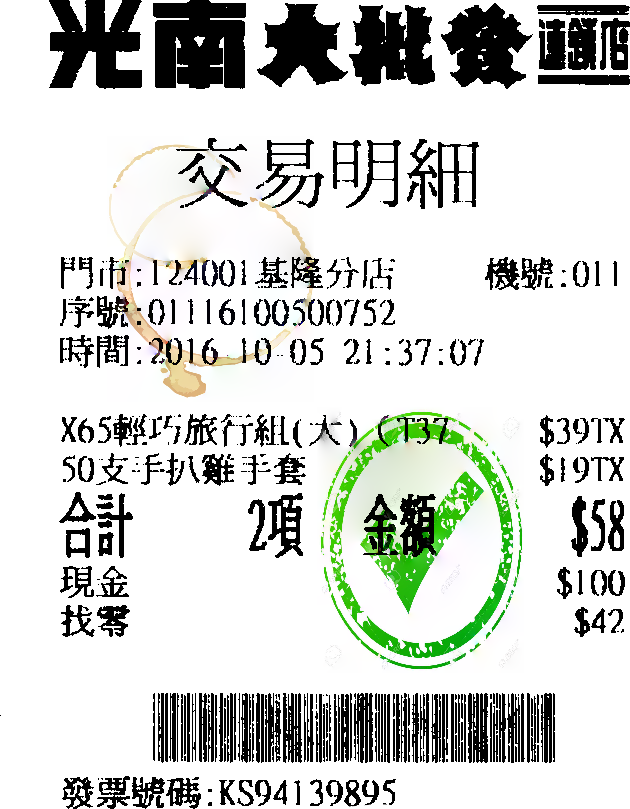 光南大批發 連鎖店
交易明細
門市:124001基隆分店 機號:011
序號:01116100500752
時間:2016-10-05 21:37:07
X65輕巧旅行組(大)(T37 $39TX
50支手扒雞手套 $19TX
合計 2項 金額 $58
現金 $100
找零 $42
發票號碼:KS94139895